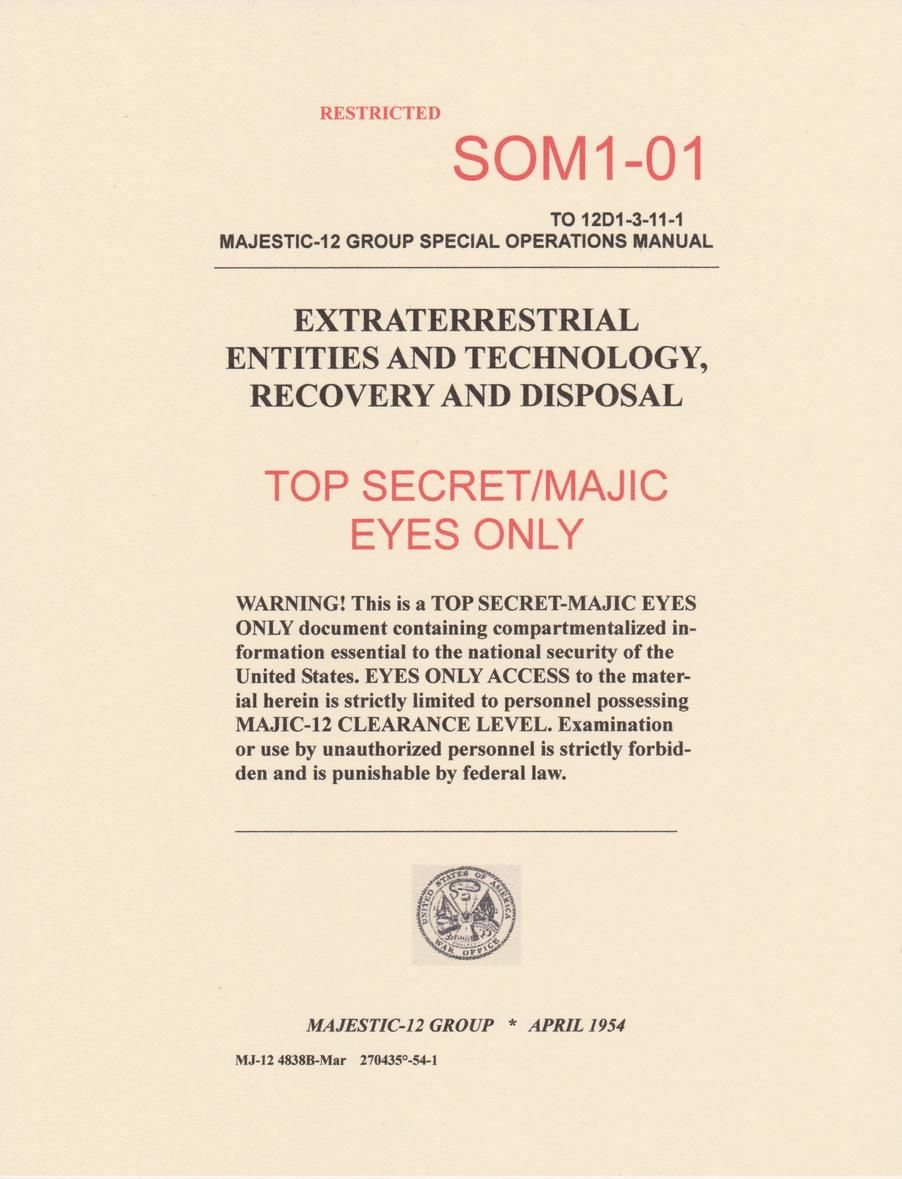 RESTRICTED
SOM1-01
TO 12D1-3-11-1
MAJESTIC-12 GROUP SPECIAL OPERATIONS MANUAL
EXTRATERRESTRIAL
ENTITIES AND TECHNOLOGY,
RECOVERY AND DISPOSAL
TOP SECRET/MAJIC
EYES ONLY
WARNING! This is a TOP SECRET-MAJIC EYES
ONLY document containing compartmentalized in-
formation essential to the national security of the
United States. EYES ONLY ACCESS to the mater-
ial herein is strictly limited to personnel possessing
MAJIC-12 CLEARANCE LEVEL. Examination
or use by unauthorized personnel is strictly forbid-
den and is punishable by federal law.
UNITED STATES OF AMERICA
WAR OFFICE
MAJESTIC-12 GROUP * APRIL 1954
MJ-12 4838B-Mar 270435°-54-1